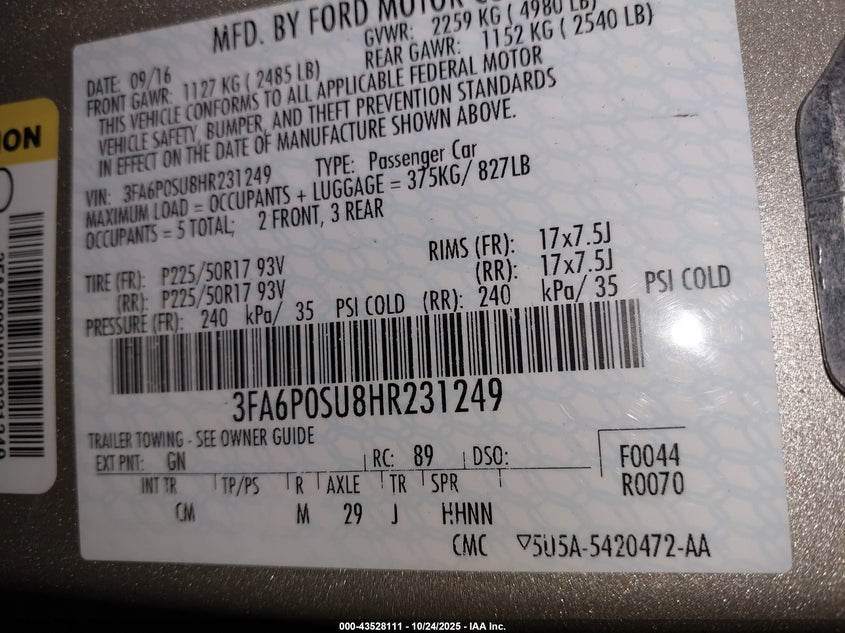 MFD. BY FORD MOTOR CO
GVWR: 2259 KG ( 4980 LB)
DATE: 09/16
REAR GAWR: 1152 KG ( 2540 LB)
FRONT GAWR: 1127 KG ( 2485 LB)
THIS VEHICLE CONFORMS TO ALL APPLICABLE FEDERAL MOTOR
VEHICLE SAFETY, BUMPER, AND THEFT PREVENTION STANDARDS
IN EFFECT ON THE DATE OF MANUFACTURE SHOWN ABOVE.
VIN: 3FA6P0SU8HR231249 TYPE: Passenger Car
MAXIMUM LOAD = OCCUPANTS + LUGGAGE = 375KG/ 827LB
OCCUPANTS = 5 TOTAL; 2 FRONT, 3 REAR
TIRE (FR): P225/50R17 93V RIMS (FR): 17x7.5J
(RR): P225/50R17 93V (RR): 17x7.5J
PRESSURE (FR): 240 kPa/ 35 PSI COLD (RR): 240 kPa/ 35 PSI COLD
3FA6P0SU8HR231249
TRAILER TOWING - SEE OWNER GUIDE
EXT PNT: GN RC: 89 DSO: F0044
INT TR TP/PS R AXLE TR SPR R0070
CM M 29 J HHNN
CMC ▽5U5A-5420472-AA
ION
000-43528111 - 10/24/2025 - IAA Inc.